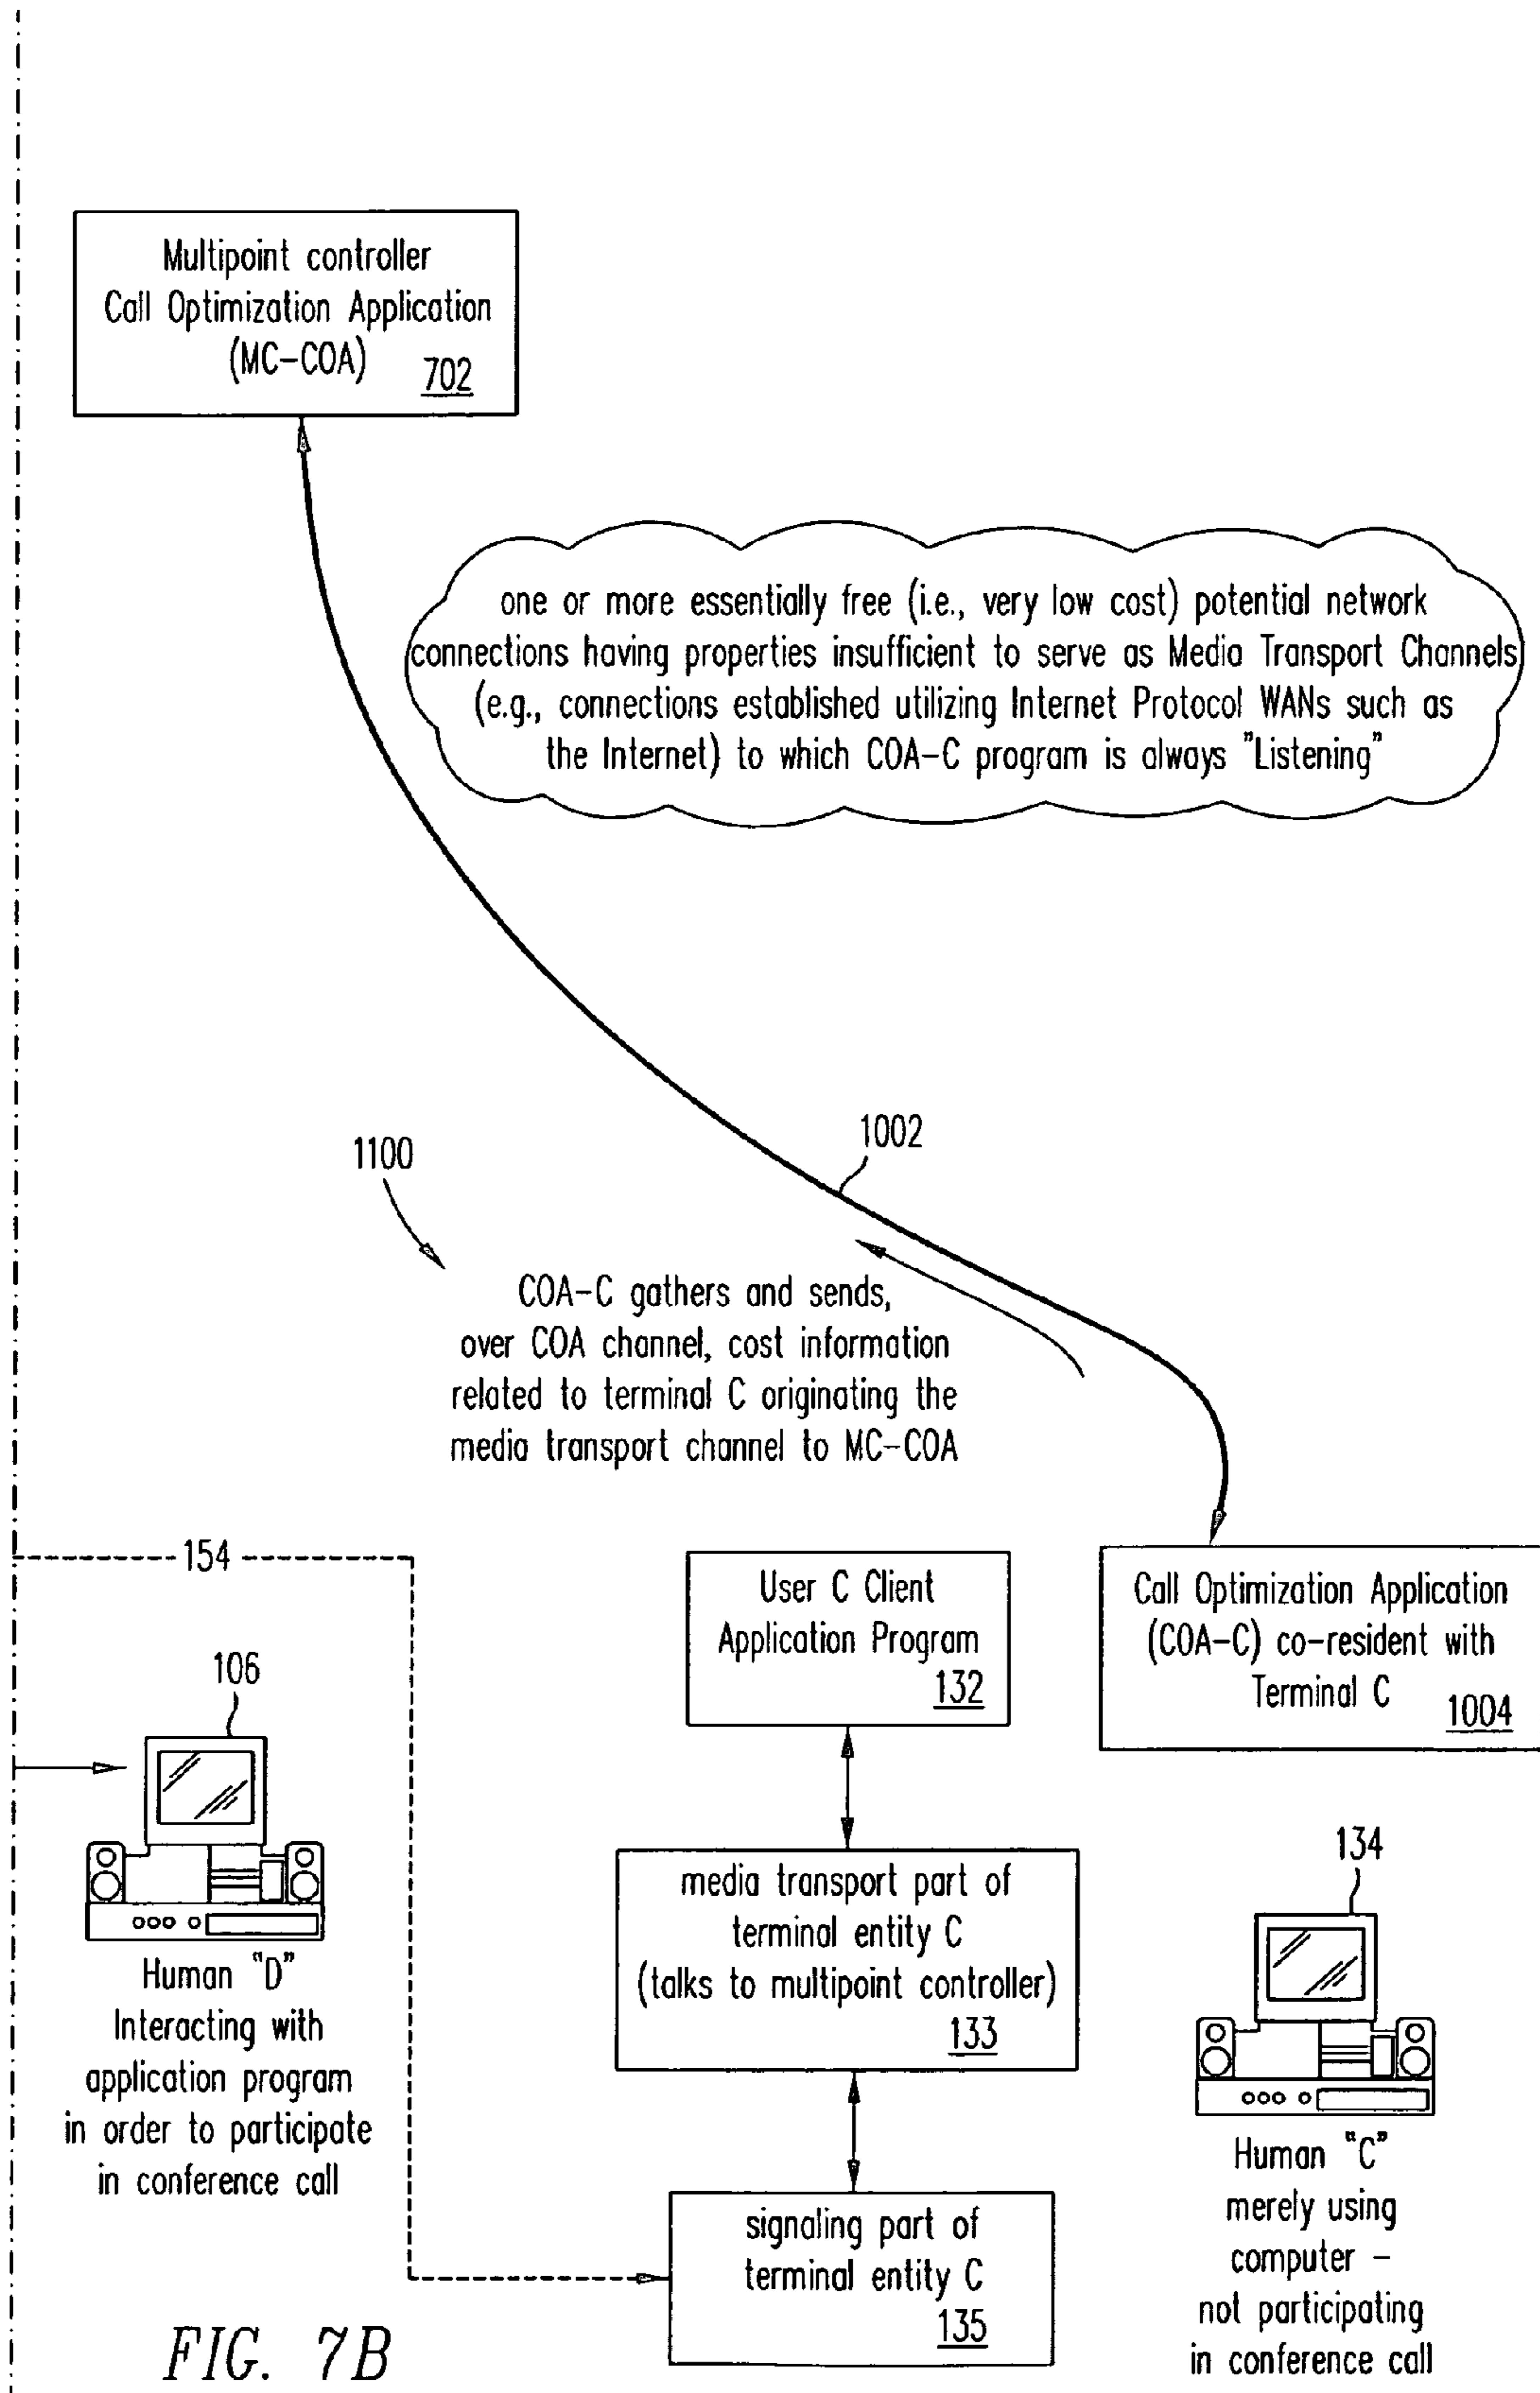 Multipoint controller
Call Optimization Application
(MC-COA)
702
one or more essentially free (i.e., very low cost) potential network
connections having properties insufficient to serve as Media Transport Channels
(e.g., connections established utilizing Internet Protocol WANs such as
the Internet) to which COA-C program is always "Listening"
1002
1100
COA-C gathers and sends,
over COA channel, cost information
related to terminal C originating the
media transport channel to MC-COA
154
User C Client
Application Program
132
Call Optimization Application
(COA-C) co-resident with
Terminal C
1004
106
Human "D"
Interacting with
application program
in order to participate
in conference call
media transport part of
terminal entity C
(talks to multipoint controller)
133
134
Human "C"
merely using
computer -
not participating
in conference call
signaling part of
terminal entity C
135
FIG. 7B